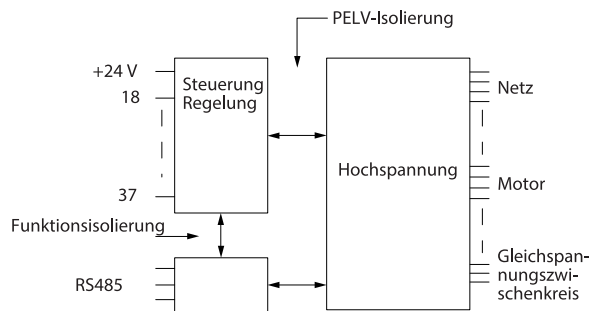 PELV-Isolierung
+24 V
18
37
Steuerung
Regelung
Hochspannung
Netz
Motor
Gleichspan-
nungszwi-
schenkreis
Funktionsisolierung
RS485